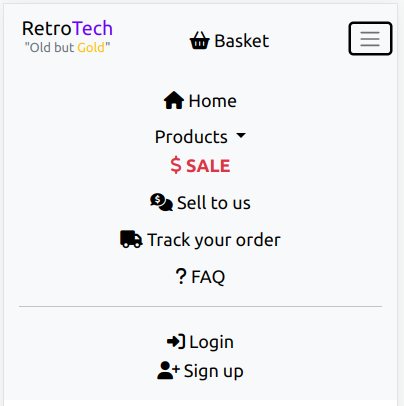 RetroTech
"Old but Gold"
Basket
Home
Products
$ SALE
Sell to us
Track your order
? FAQ
Login
Sign up